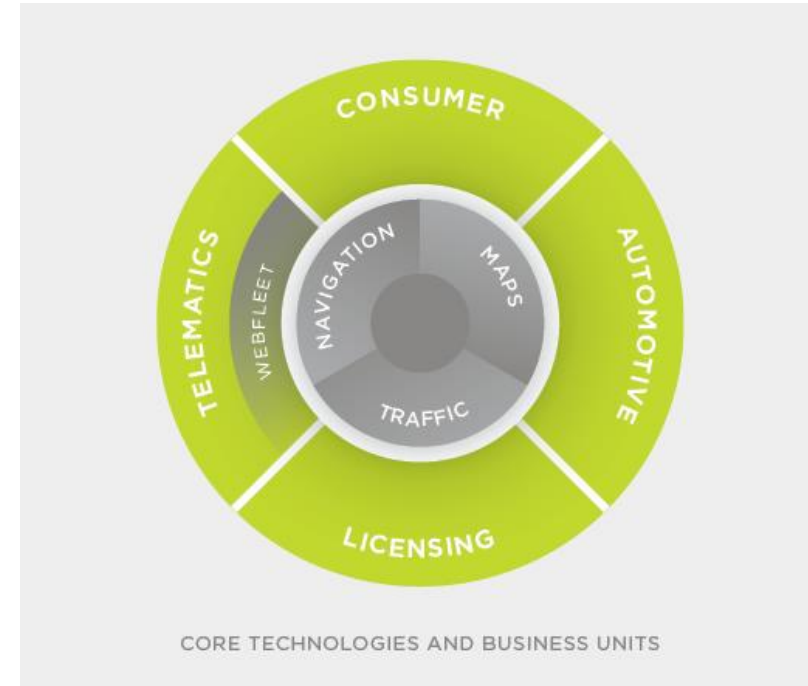 CONSUMER
AUTOMOTIVE
LICENSING
TELEMATICS
WEBFLEET
NAVIGATION
MAPS
TRAFFIC
CORE TECHNOLOGIES AND BUSINESS UNITS